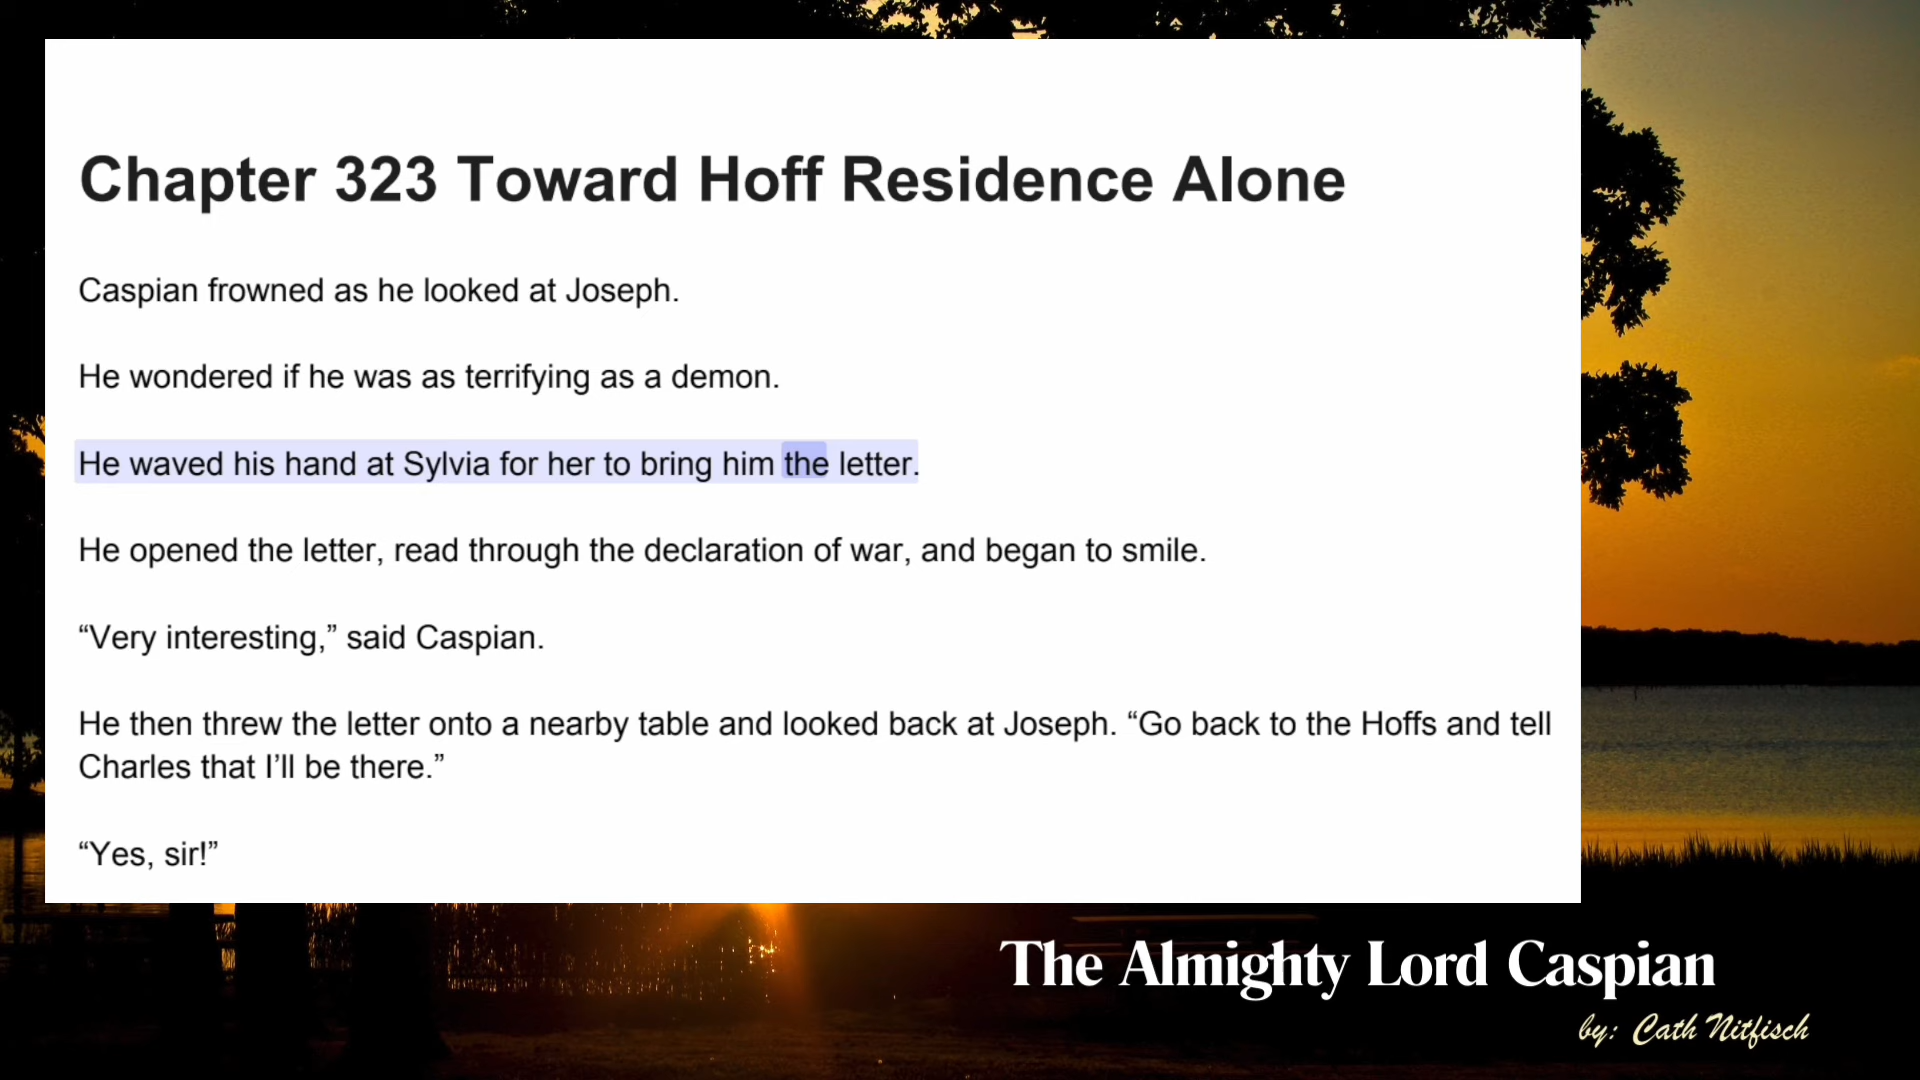 Chapter 323 Toward Hoff Residence Alone
Caspian frowned as he looked at Joseph.
He wondered if he was as terrifying as a demon.
He waved his hand at Sylvia for her to bring him the letter.
He opened the letter, read through the declaration of war, and began to smile.
“Very interesting,” said Caspian.
He then threw the letter onto a nearby table and looked back at Joseph. “Go back to the Hoffs and tell
Charles that I’ll be there.”
“Yes, sir!”
The Almighty Lord Caspian
by: Cath Nitfisch